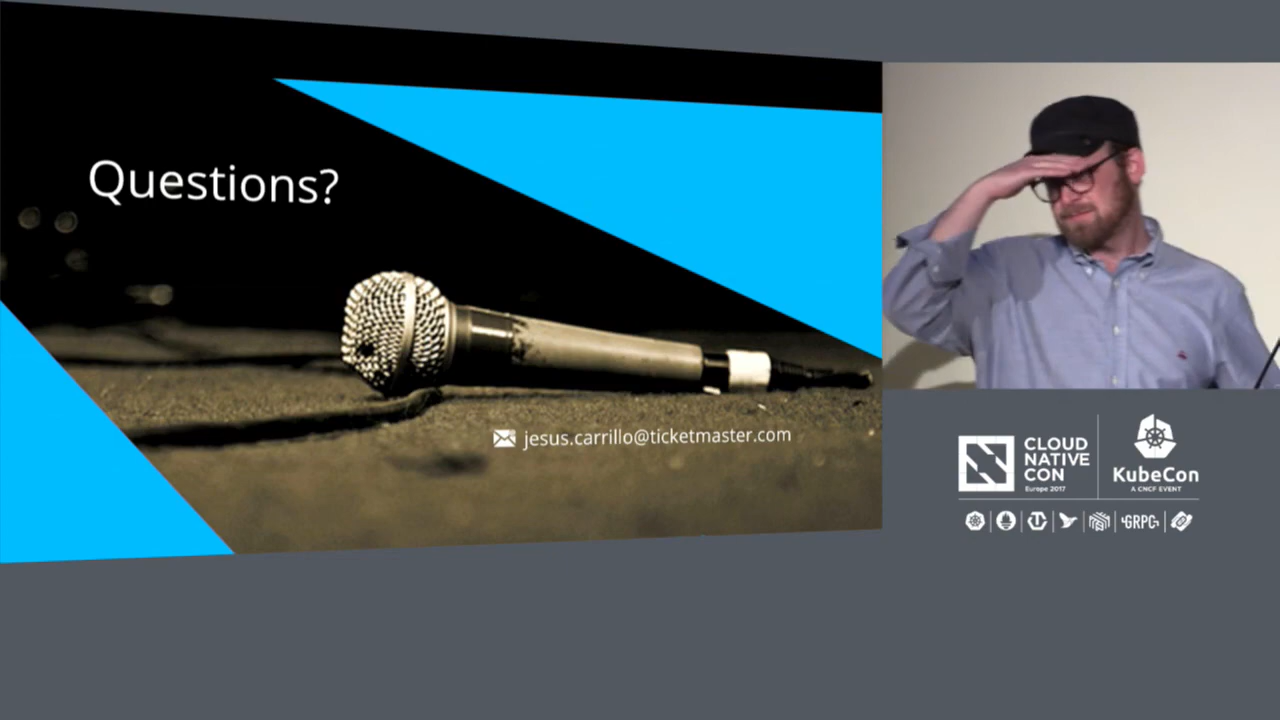 Questions?
jesus.carrillo@ticketmaster.com
CLOUD
NATIVE
CON
Europe 2017
KubeCon
A CNCF EVENT
GRPC